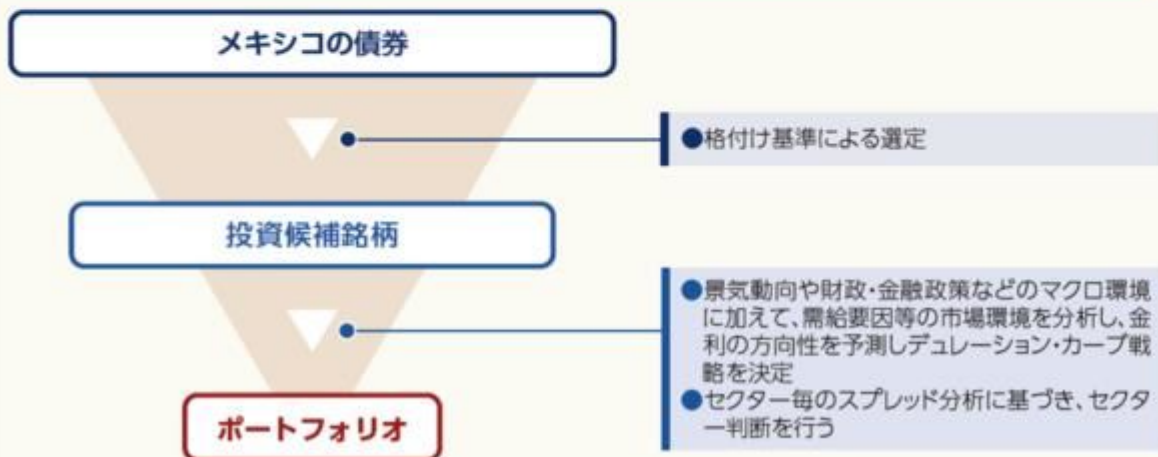 メキシコの債券
●格付け基準による選定
投資候補銘柄
●景気動向や財政・金融政策などのマクロ環境
に加えて、需給要因等の市場環境を分析し、金
利の方向性を予測しデュレーション・カーブ戦
略を決定
●セクター毎のスプレッド分析に基づき、セクタ
ー判断を行う
ポートフォリオ